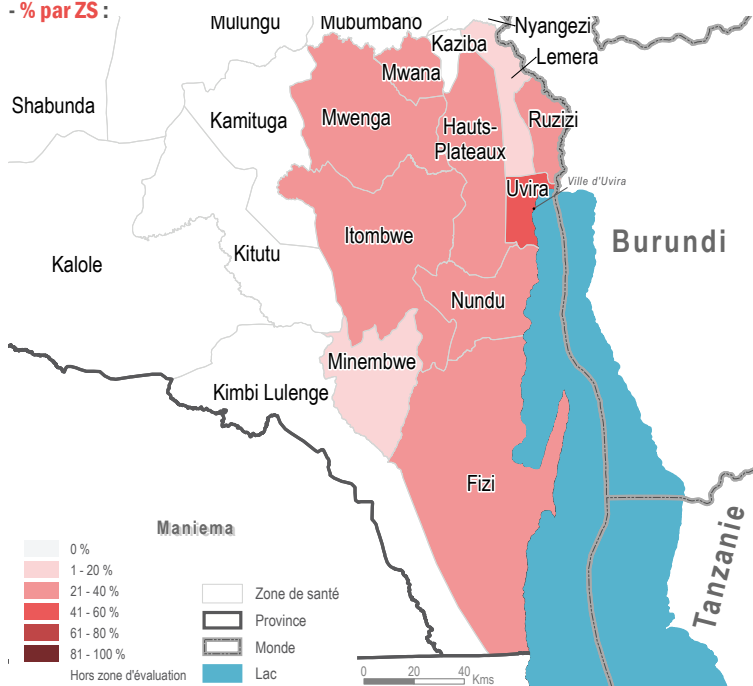 - % par ZS :
Mulungu
Mubumbano
Nyangezi
Kaziba
Lemera
Mwana
Shabunda
Kamituga
Mwenga
Hauts-
Plateaux
Ruzizi
Uvira
Ville d'Uvira
Itombwe
Burundi
Kitutu
Kalole
Nundu
Minembwe
Kimbi Lulenge
Fizi
Maniema
Tanzanie
0 %
1 - 20 %
21 - 40 %
41 - 60 %
61 - 80 %
81 - 100 %
Hors zone d'évaluation
Zone de santé
Province
Monde
Lac
0 20 40
Kms